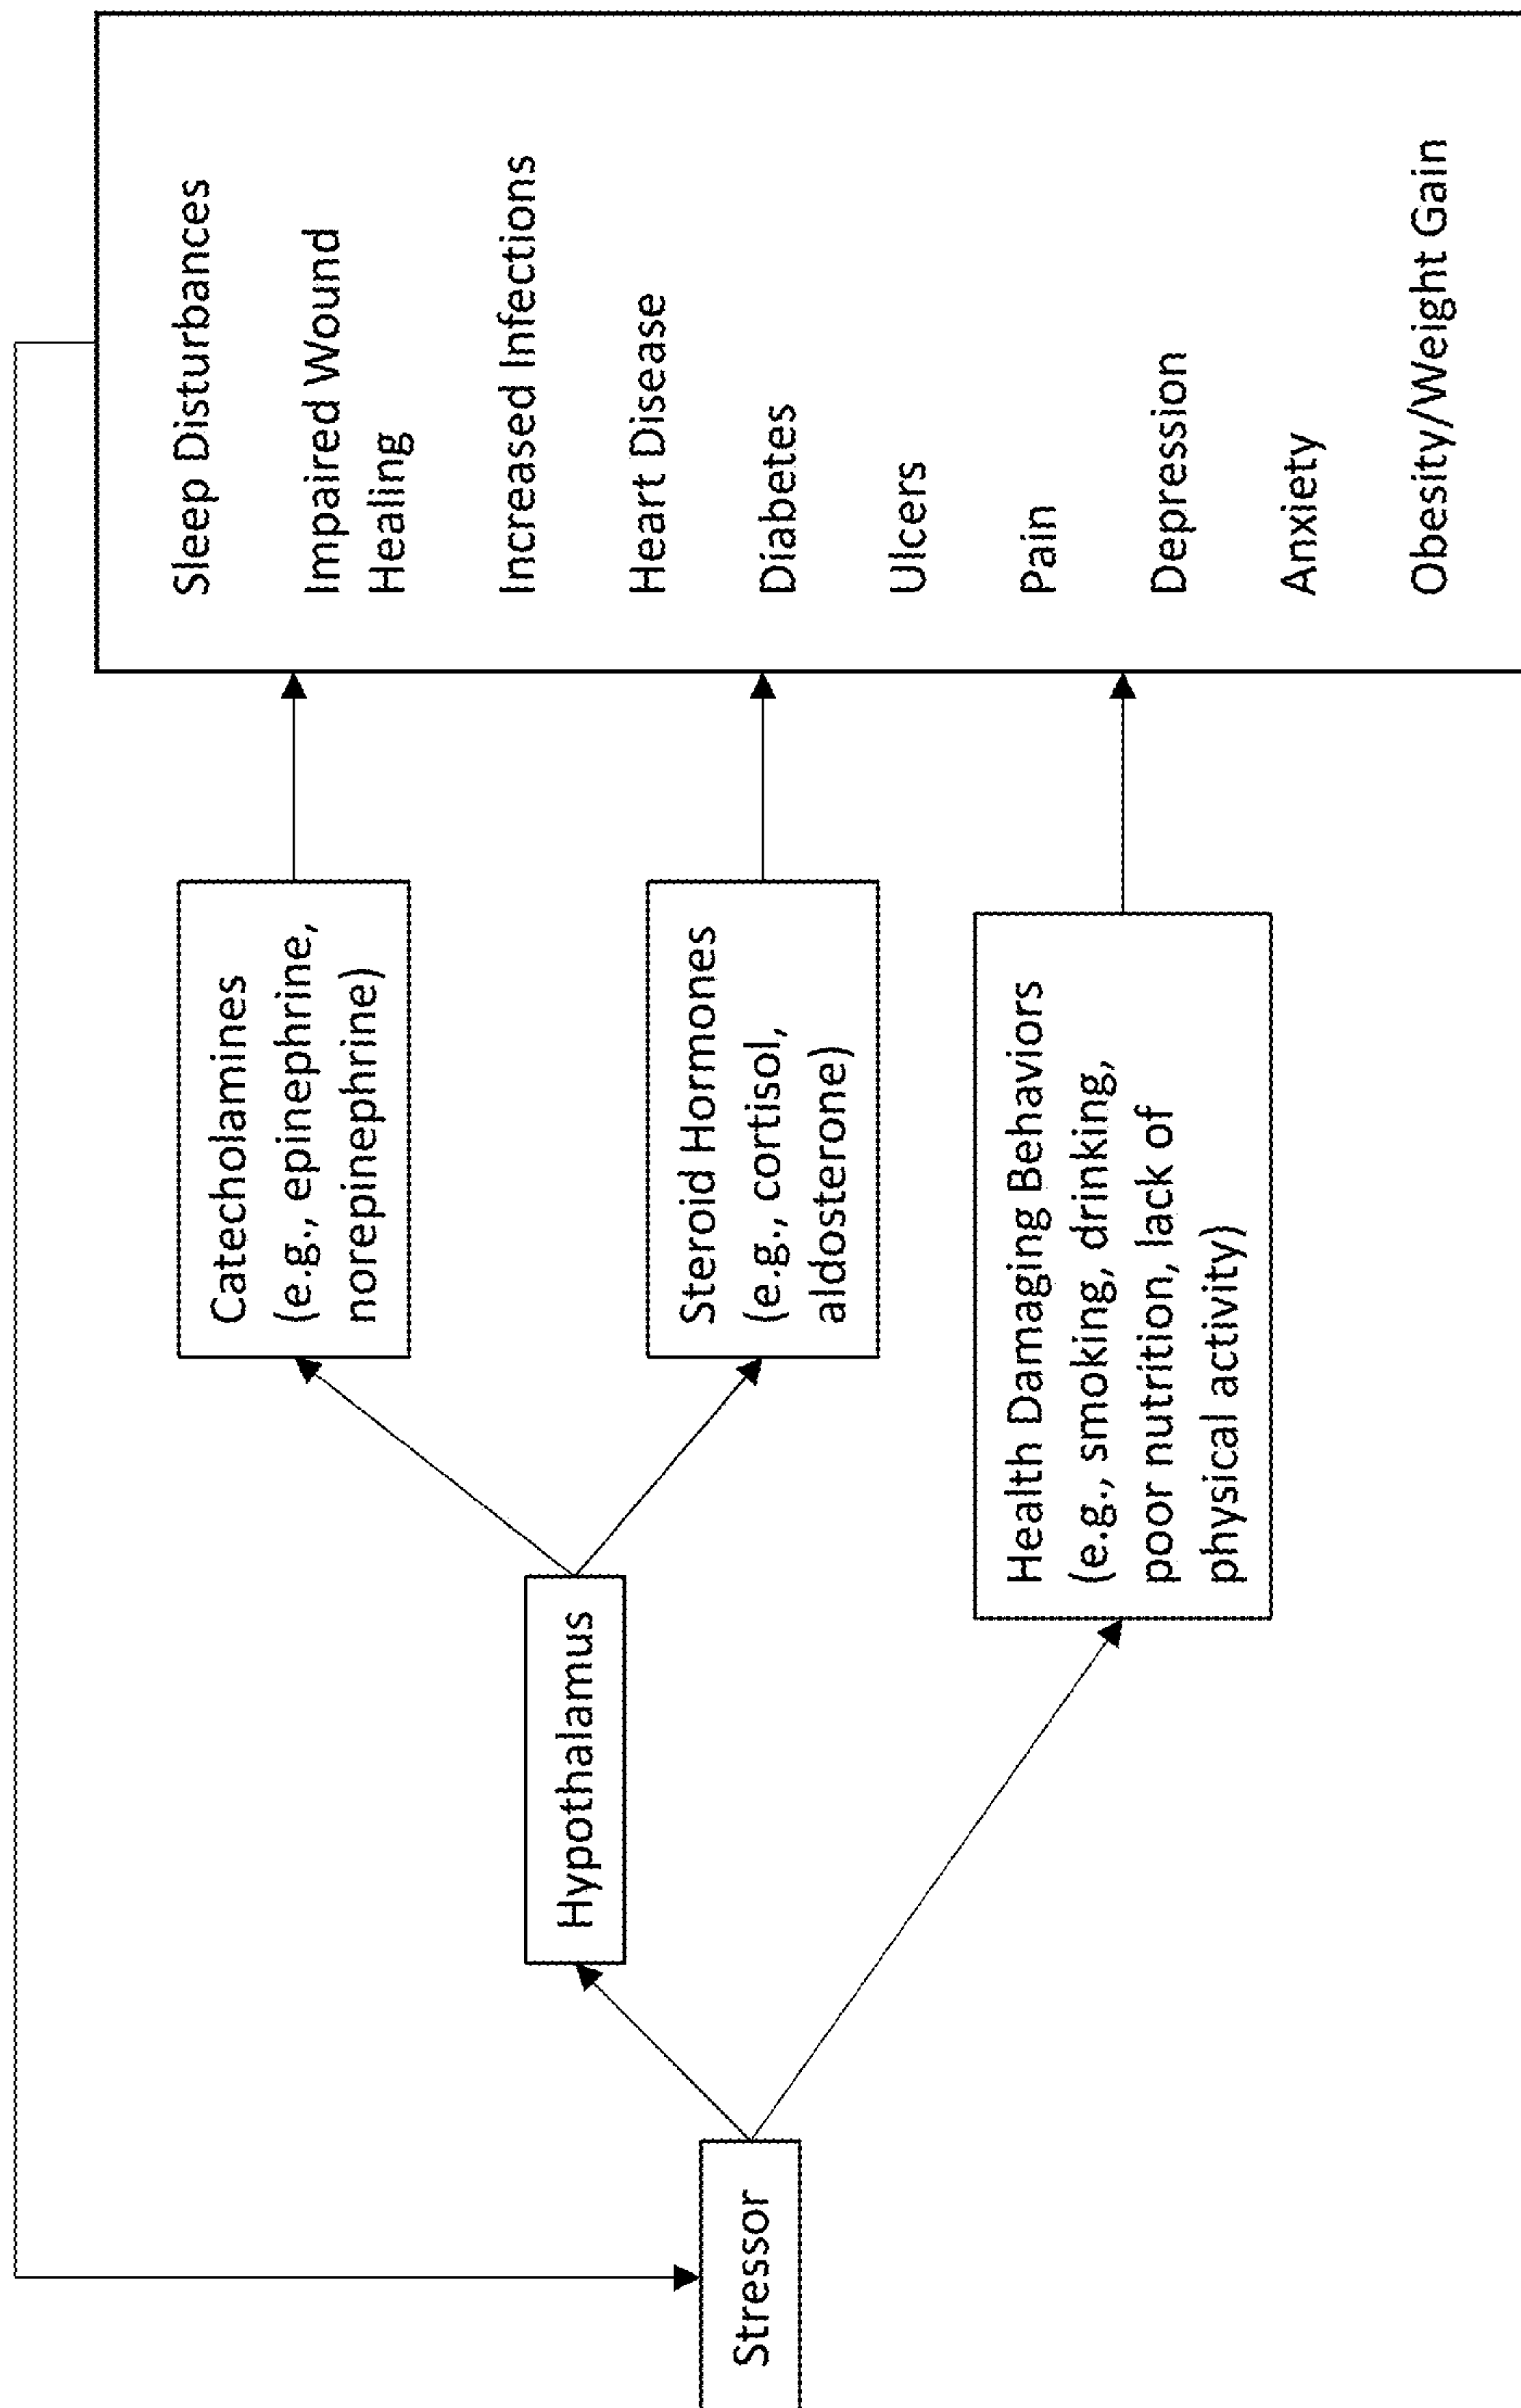 Stressor
Hypothalamus
Catecholamines
(e.g., epinephrine,
norepinephrine)
Steroid Hormones
(e.g., cortisol,
aldosterone)
Health Damaging Behaviors
(e.g., smoking, drinking,
poor nutrition, lack of
physical activity)
Sleep Disturbances
Impaired Wound
Healing
Increased Infections
Heart Disease
Diabetes
Ulcers
Pain
Depression
Anxiety
Obesity/Weight Gain